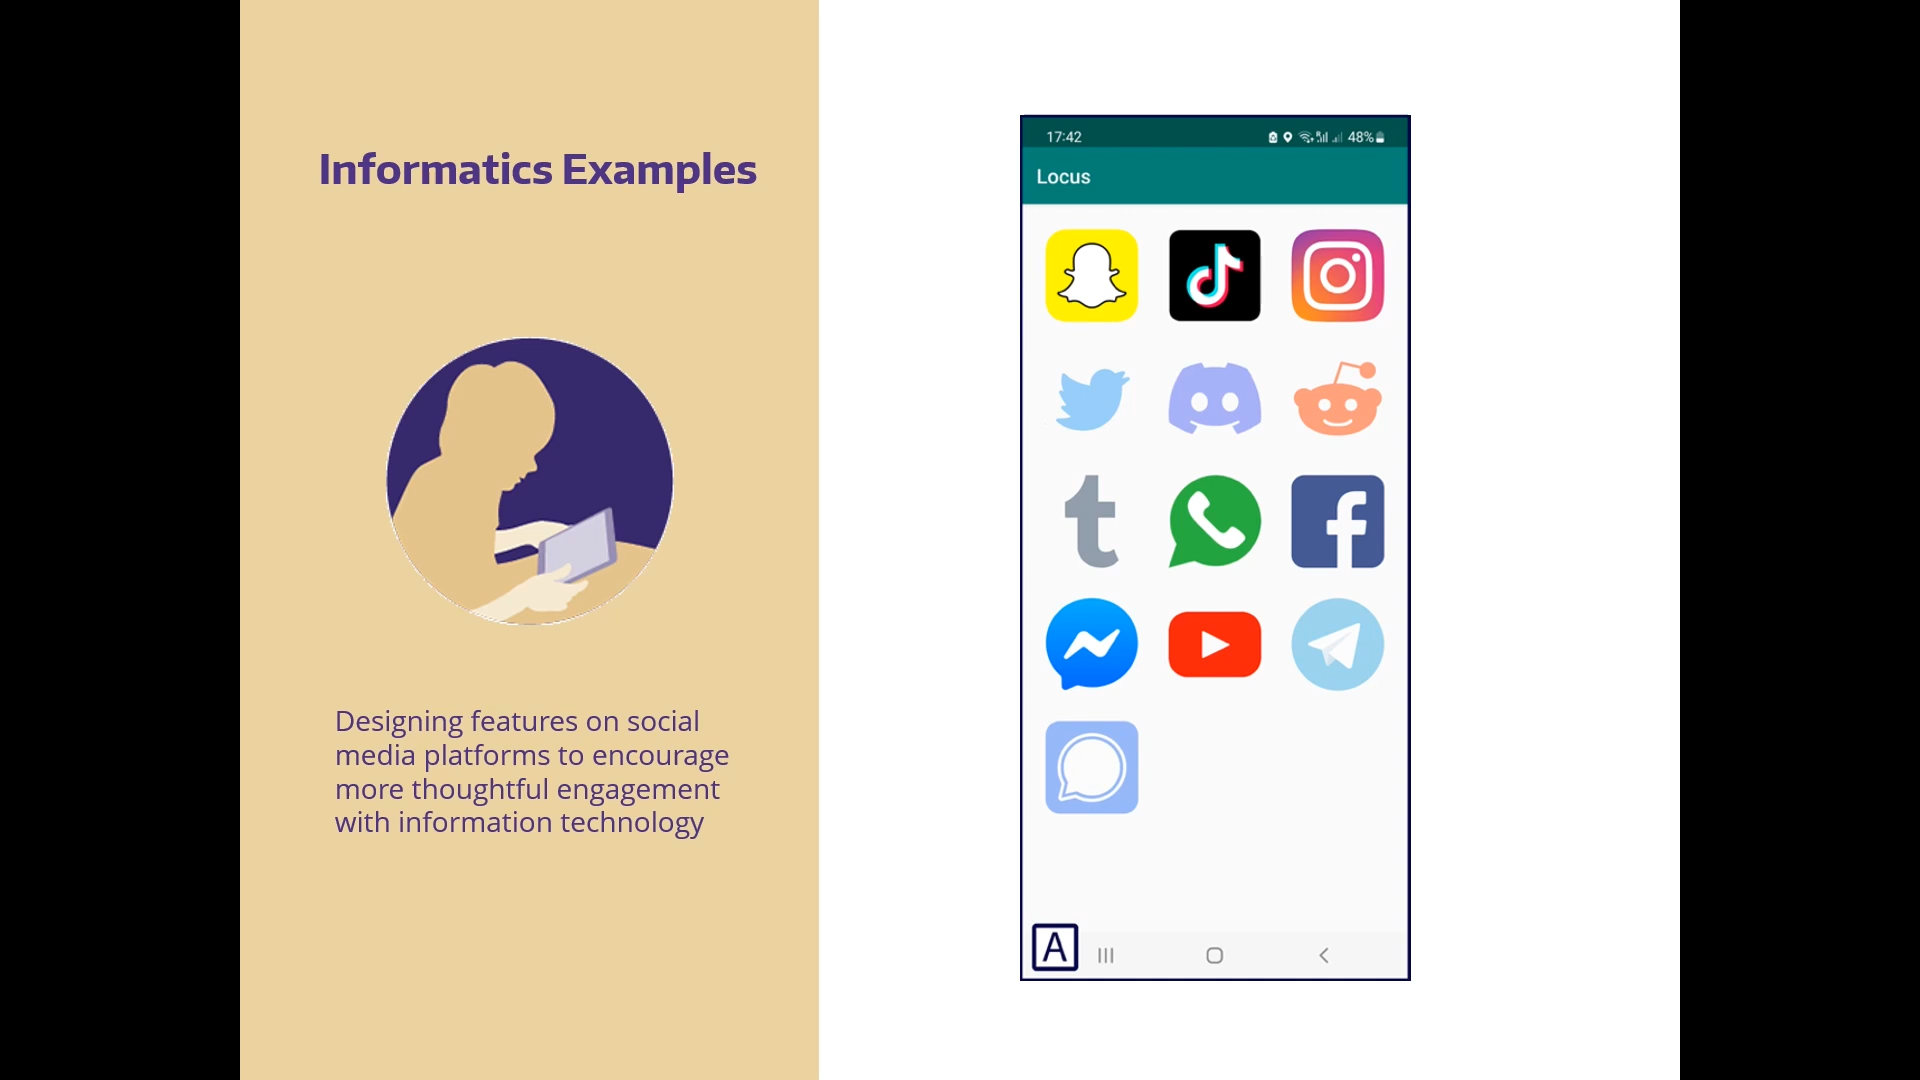 Informatics Examples
Designing features on social
media platforms to encourage
more thoughtful engagement
with information technology
17:42
48%
Locus
A